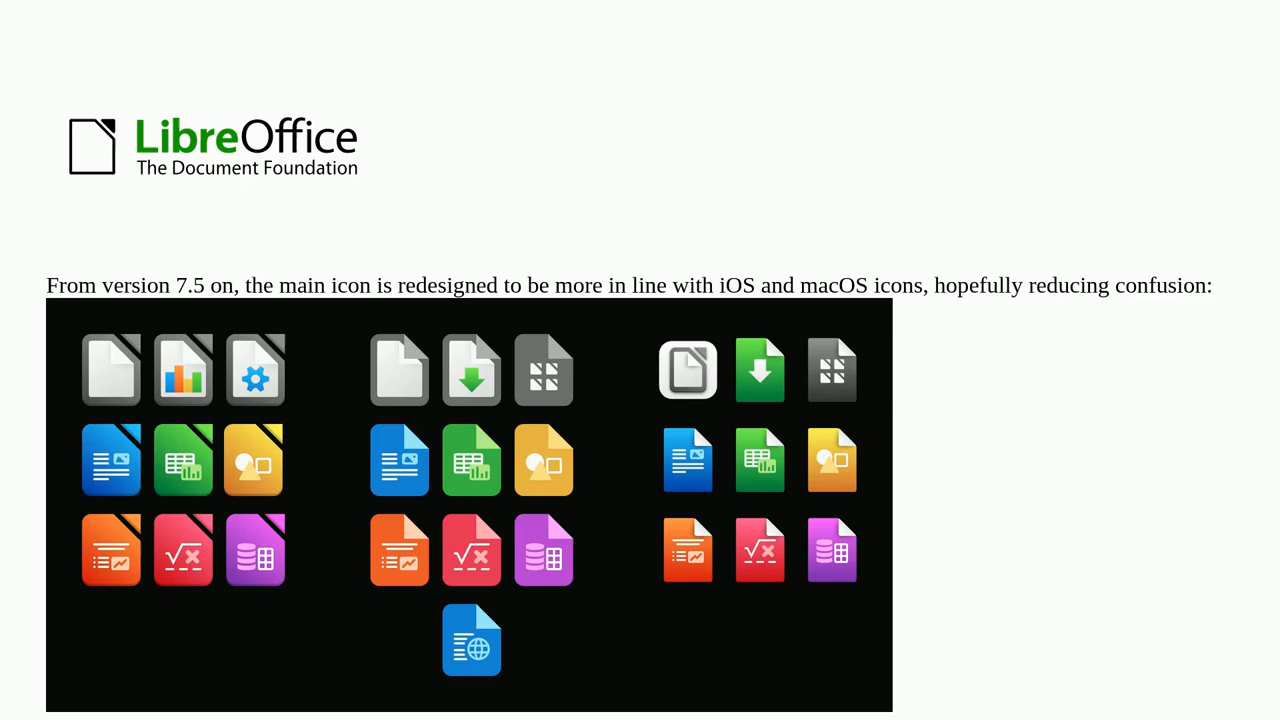 LibreOffice
The Document Foundation
From version 7.5 on, the main icon is redesigned to be more in line with iOS and macOS icons, hopefully reducing confusion: